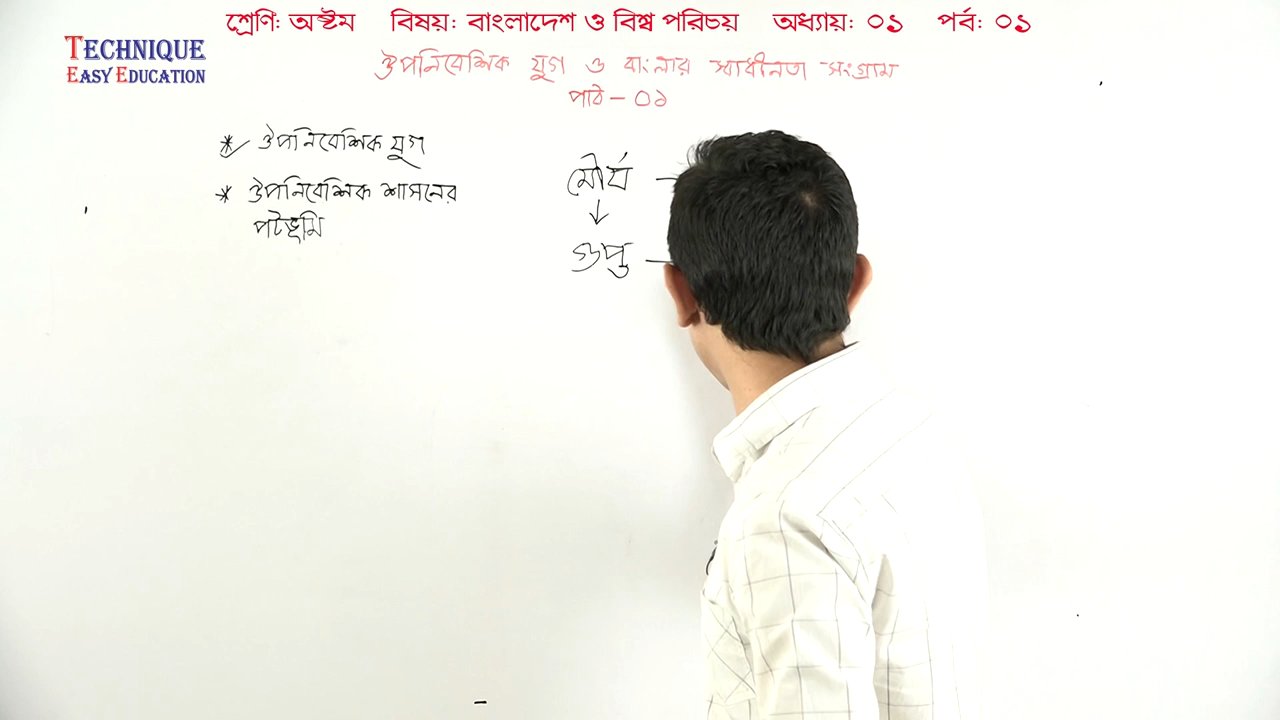 শ্রেণি: অষ্টম বিষয়: বাংলাদেশ ও বিশ্ব পরিচয় অধ্যায়: ০১ পর্ব: ০১
TECHNIQUE
EASY EDUCATION
ঔপনিবেশিক যুগ ও বাংলার স্বাধীনতা সংগ্রাম
পাঠ - ০১
* ঔপনিবেশিক যুগ
* ঔপনিবেশিক শাসনের
পটভূমি
মৌর্য —
↓
গুপ্ত —